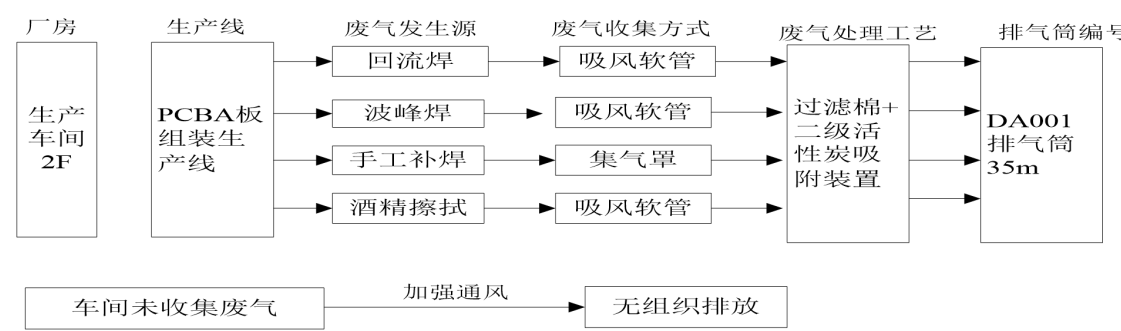 厂房
生产线
废气发生源
废气收集方式
废气处理工艺
排气筒编号
生产
车间
2F
PCBA板
组装生
产线
回流焊
吸风软管
波峰焊
吸风软管
手工补焊
集气罩
酒精擦拭
吸风软管
过滤棉+
二级活
性炭吸
附装置
DA001
排气筒
35m
车间未收集废气
加强通风
无组织排放